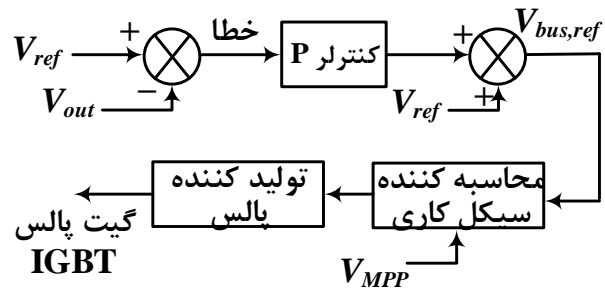 V_ref
+
خطا
کنترلر P
+
V_bus,ref
−
V_out
V_ref
+
تولید کننده
پالس
محاسبه کننده
سیکل کاری
گیت پالس
IGBT
V_MPP